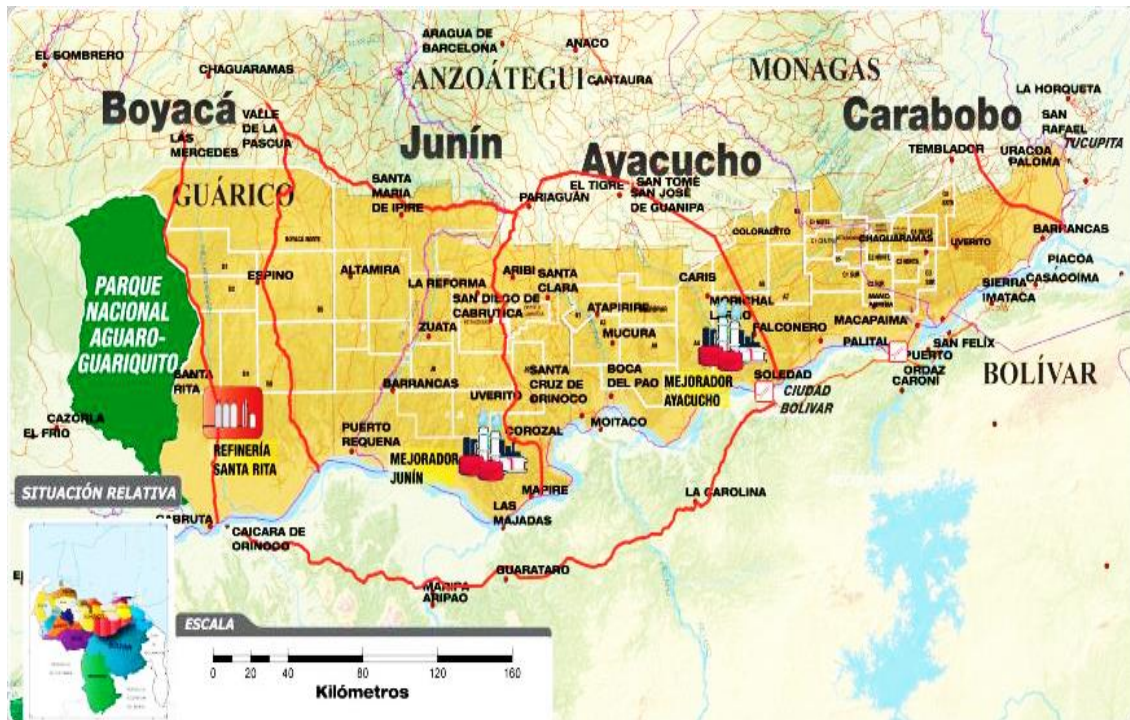 EL SOMBRERO
CHAGUARAMAS
ARAGUA DE
BARCELONA
ANACO
CANTAURA
ANZOÁTEGUI
MONAGAS
LA HORQUETA
SAN
RAFAEL
TUCUPITA
Boyacá
VALLE
DE LA
PASCUA
LAS
MERCEDES
Junín
Ayacucho
Carabobo
TEMBLADOR
URACOA
PALOMA
GUÁRICO
SANTA
MARIA
DE IPIRE
PARIAGUÁN
EL TIGRE
SAN TOMÉ
SAN JOSÉ
DE GUANIPA
COLORADITO
CHAGUARAMAS
UVERITO
BARRANCAS
PIACOA
CASACOIMA
SIERRA
IMATACA
BOYACA NORTE
PARQUE
NACIONAL
AGUARO-
GUARIQUITO
ESPINO
ALTAMIRA
LA REFORMA
ARIBI
SANTA
CLARA
SAN DIEGO DE
CABRUTICA
ZUATA
ATAPIRIRE
MUCURA
CARIS
MORICHAL
LARGO
FALCONERO
MACAPAIMA
PALITAL
SAN FELÍX
PUERTO
ORDAZ
CARONÍ
BOLÍVAR
SANTA
RITA
BARRANCAS
UVERITO
SANTA
CRUZ DE
ORINOCO
BOCA
DEL PAO
MEJORADOR
AYACUCHO
SOLEDAD
CIUDAD
BOLIVAR
CAZORLA
EL FRIO
REFINERÍA
SANTA RITA
PUERTO
REQUENA
MEJORADOR
JUNÍN
COROZAL
MOITACO
MAPIRE
LAS
MAJADAS
LA CAROLINA
SITUACIÓN RELATIVA
CABRUTA
CAICARA DE
ORINOCO
GUARATARO
MARIPA
ARIPAO
ESCALA
0 20 40 80 120 160
Kilómetros